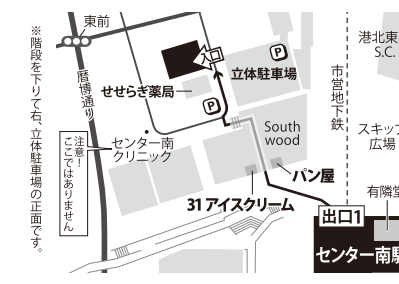 ※階段を下りて右、立体駐車場の正面です。
東前
入口
P
立体駐車場
港北東
S.C.
暦博通り
せせらぎ薬局
P
市営地下鉄
注意！
ここではありません
センター南
クリニック
South
wood
スキップ
広場
パン屋
31 アイスクリーム
有隣堂
出口1
センター南駅